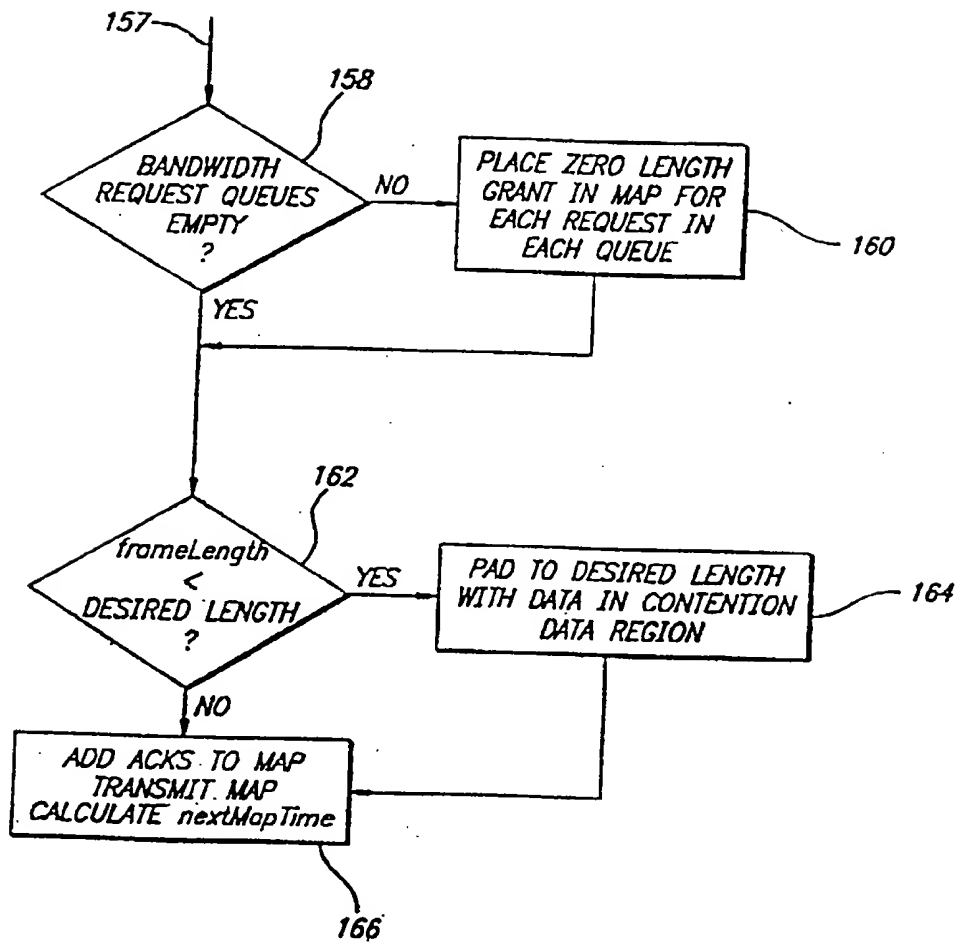 157
158
BANDWIDTH
REQUEST QUEUES
EMPTY
?
NO
PLACE ZERO LENGTH
GRANT IN MAP FOR
EACH REQUEST IN
EACH QUEUE
160
YES
162
frameLength
<
DESIRED LENGTH
?
YES
PAD TO DESIRED LENGTH
WITH DATA IN CONTENTION
DATA REGION
164
NO
ADD ACKS TO MAP
TRANSMIT MAP
CALCULATE nextMapTime
166